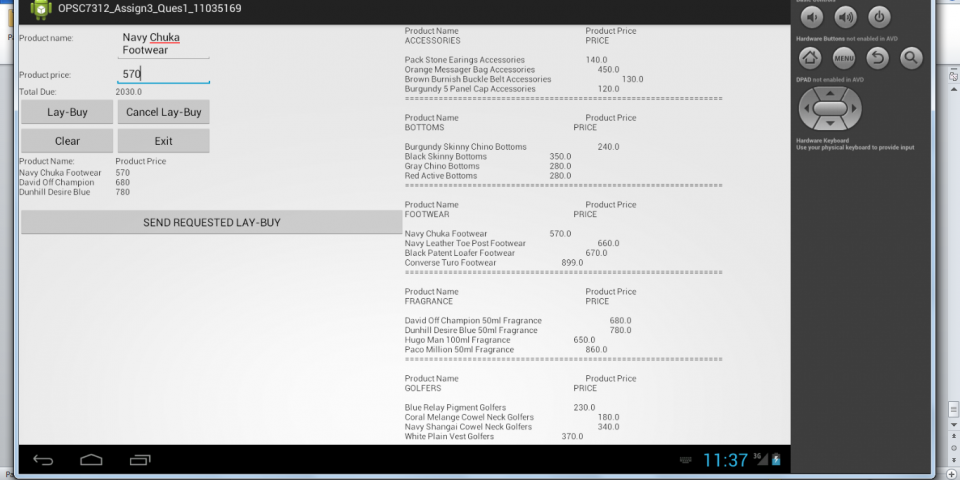 OPSC7312_Assign3_Ques1_11035169
Product name: Navy Chuka
Footwear
Product price: 570
Total Due: 2030.0
Lay-Buy Cancel Lay-Buy
Clear Exit
Product Name: Product Price
Navy Chuka Footwear 570
David Off Champion 680
Dunhill Desire Blue 780
SEND REQUESTED LAY-BUY
Product Name Product Price
ACCESSORIES PRICE
Pack Stone Earings Accessories 140.0
Orange Messager Bag Accessories 450.0
Brown Burnish Buckle Belt Accessories 130.0
Burgundy 5 Panel Cap Accessories 120.0
==================================================
Product Name Product Price
BOTTOMS PRICE
Burgundy Skinny Chino Bottoms 240.0
Black Skinny Bottoms 350.0
Gray Chino Bottoms 280.0
Red Active Bottoms 280.0
==================================================
Product Name Product Price
FOOTWEAR PRICE
Navy Chuka Footwear 570.0
Navy Leather Toe Post Footwear 660.0
Black Patent Loafer Footwear 670.0
Converse Turo Footwear 899.0
==================================================
Product Name Product Price
FRAGRANCE PRICE
David Off Champion 50ml Fragrance 680.0
Dunhill Desire Blue 50ml Fragrance 780.0
Hugo Man 100ml Fragrance 650.0
Paco Million 50ml Fragrance 860.0
==================================================
Product Name Product Price
GOLFERS PRICE
Blue Relay Pigment Golfers 230.0
Coral Melange Cowel Neck Golfers 180.0
Navy Shangai Cowel Neck Golfers 340.0
White Plain Vest Golfers 370.0
11:37 3G
Hardware Buttons not enabled in AVD
MENU
DPAD not enabled in AVD
Hardware Keyboard
Use your physical keyboard to provide input